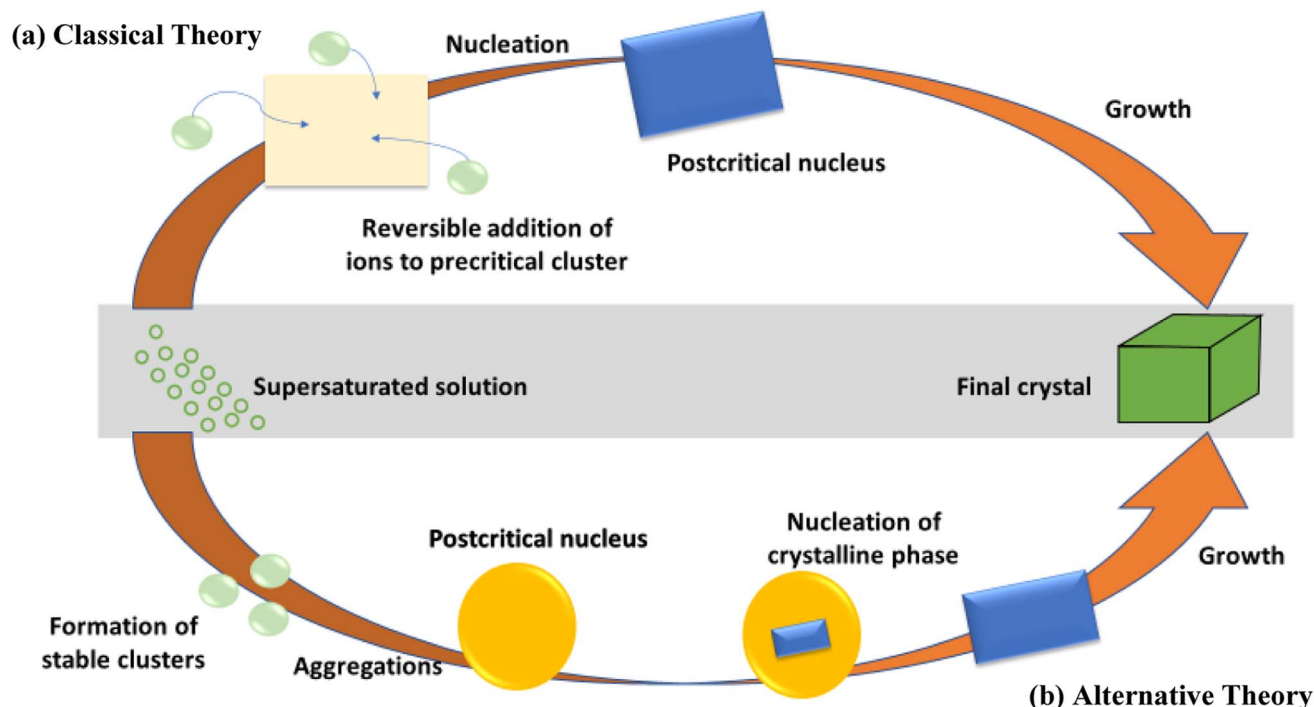 (a) Classical Theory
Nucleation
Growth
Postcritical nucleus
Reversible addition of
ions to precritical cluster
Supersaturated solution
Final crystal
Postcritical nucleus
Nucleation of
crystalline phase
Growth
Formation of
stable clusters
Aggregations
(b) Alternative Theory